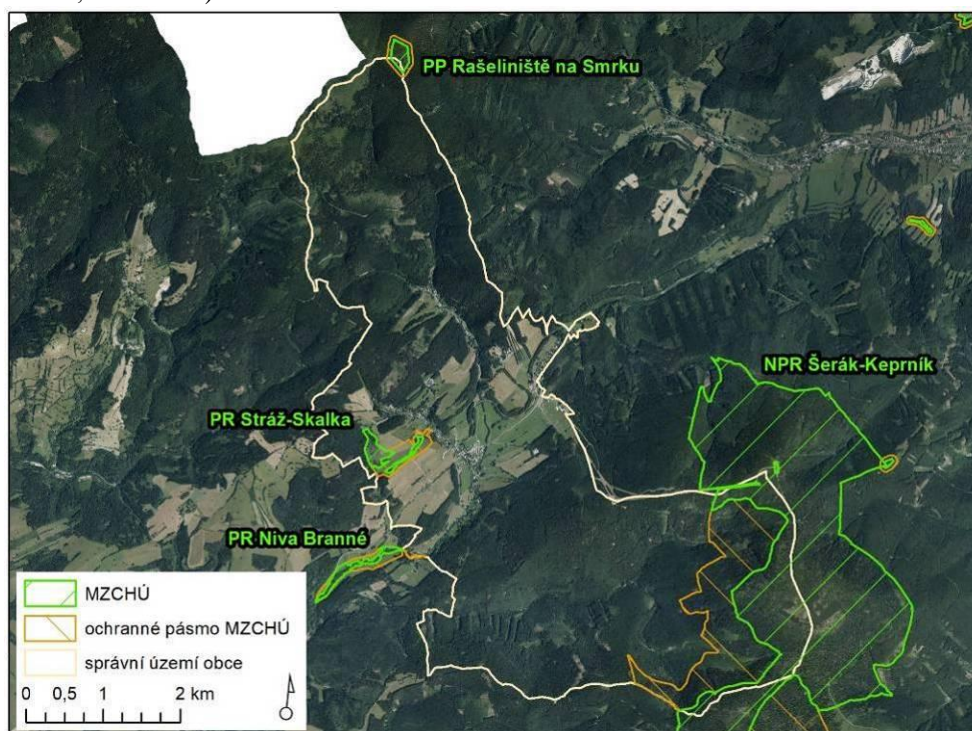 PP Rašeliniště na Smrku
NPR Šerák-Keprník
PR Stráž-Skalka
PR Niva Branné
MZCHÚ
ochranné pásmo MZCHÚ
správní území obce
0 0,5 1 2 km